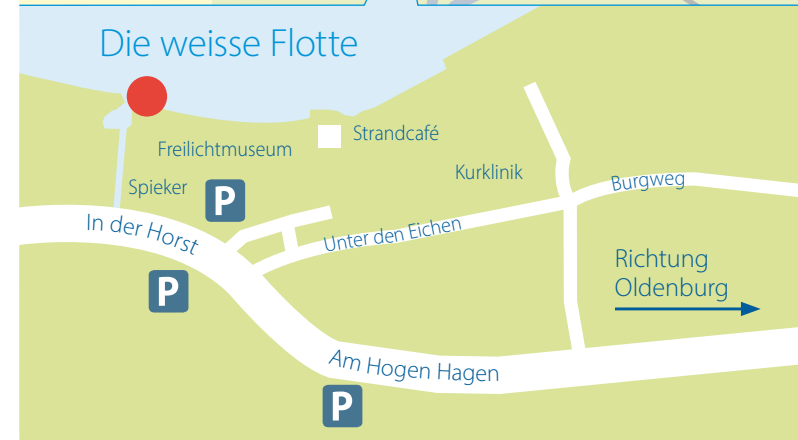 Die weisse Flotte
Strandcafé
Freilichtmuseum
Kurklinik
Spieker
Burgweg
P
In der Horst
Unter den Eichen
Richtung
Oldenburg
P
Am Hogen Hagen
P